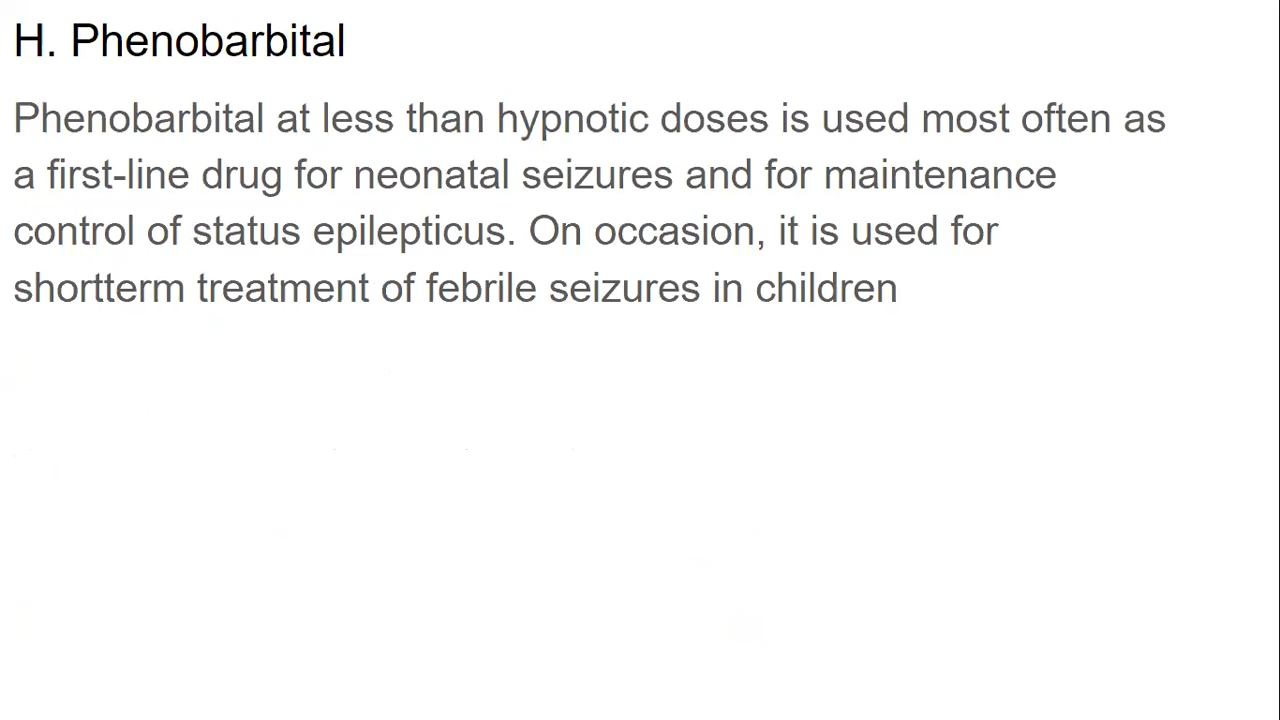 H. Phenobarbital
Phenobarbital at less than hypnotic doses is used most often as
a first-line drug for neonatal seizures and for maintenance
control of status epilepticus. On occasion, it is used for
shortterm treatment of febrile seizures in children